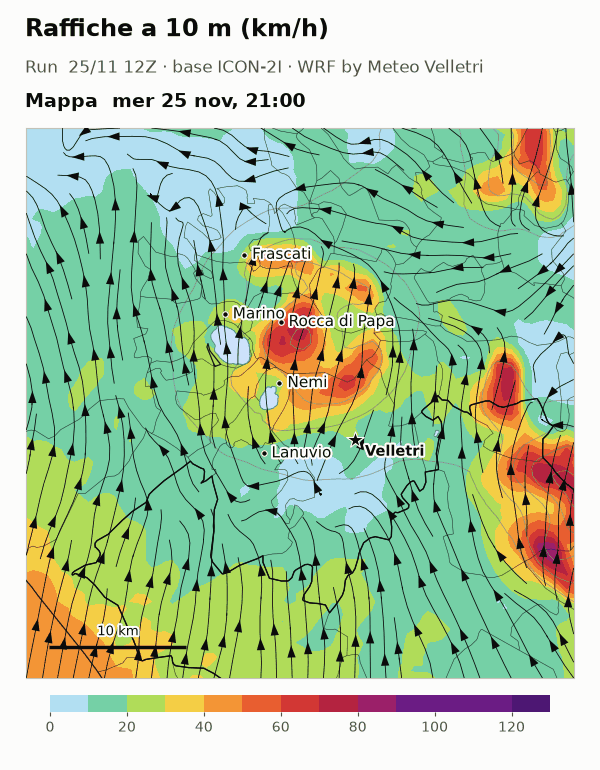 Raffiche a 10 m (km/h)
Run  25/11 12Z · base ICON-2I · WRF by Meteo Velletri
Mappa  mer 25 nov, 21:00
Frascati
Marino
Rocca di Papa
Nemi
Velletri
Lanuvio
10 km
0 20 40 60 80 100 120